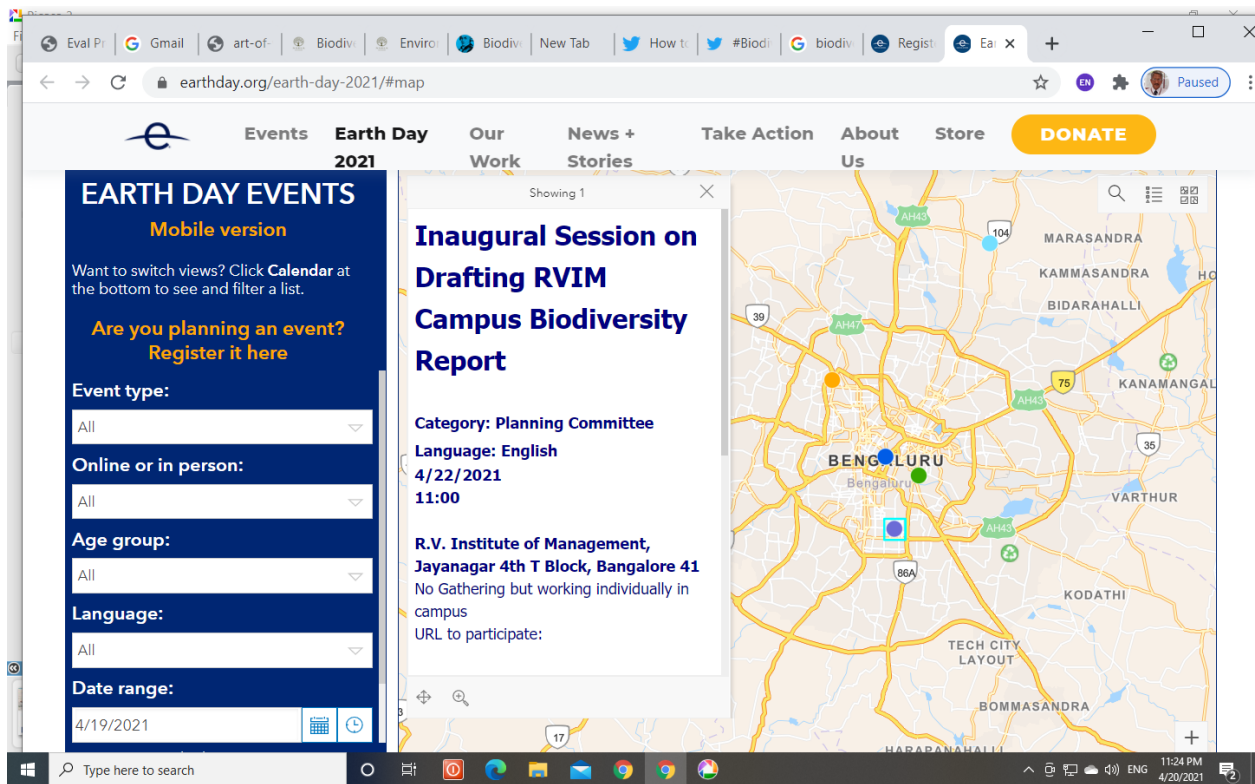 Eval Pr
Gmail
art-of-
Biodiv
Enviro
Biodive
New Tab
How to
#Biodi
biodiv
Regist
Ear
earthday.org/earth-day-2021/#map
EN
Paused
Events
Earth Day 2021
Our Work
News + Stories
Take Action
About Us
Store
DONATE
EARTH DAY EVENTS
Mobile version
Want to switch views? Click Calendar at
the bottom to see and filter a list.
Are you planning an event?
Register it here
Event type:
All
Online or in person:
All
Age group:
All
Language:
All
Date range:
4/19/2021
Showing 1
Inaugural Session on
Drafting RVIM
Campus Biodiversity
Report
Category: Planning Committee
Language: English
4/22/2021
11:00
R.V. Institute of Management,
Jayanagar 4th T Block, Bangalore 41
No Gathering but working individually in
campus
URL to participate:
AH43
104
MARASANDRA
KAMMASANDRA
HO
BIDARAHALLI
39
AH47
75
KANAMANGAL
AH43
35
BENGALURU
Bengaluru
VARTHUR
AH43
86A
KODATHI
TECH CITY
LAYOUT
BOMMASANDRA
17
HARAPANAHALLI
Type here to search
ENG
11:24 PM
4/20/2021
2